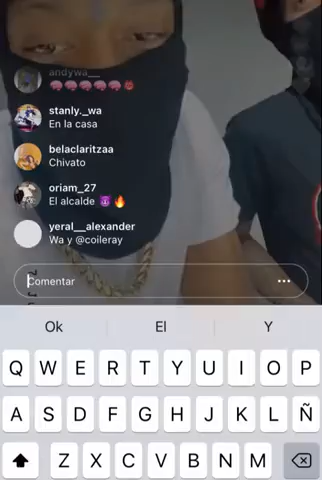 andywa__
🧠🧠🧠🧠🧠👹
stanly._wa
En la casa
belaclaritzaa
Chivato
oriam_27
El alcalde 😈🔥
yeral__alexander
Wa y @coileray
Comentar
Ok El Y
Q W E R T Y U I O P
A S D F G H J K L Ñ
Z X C V B N M